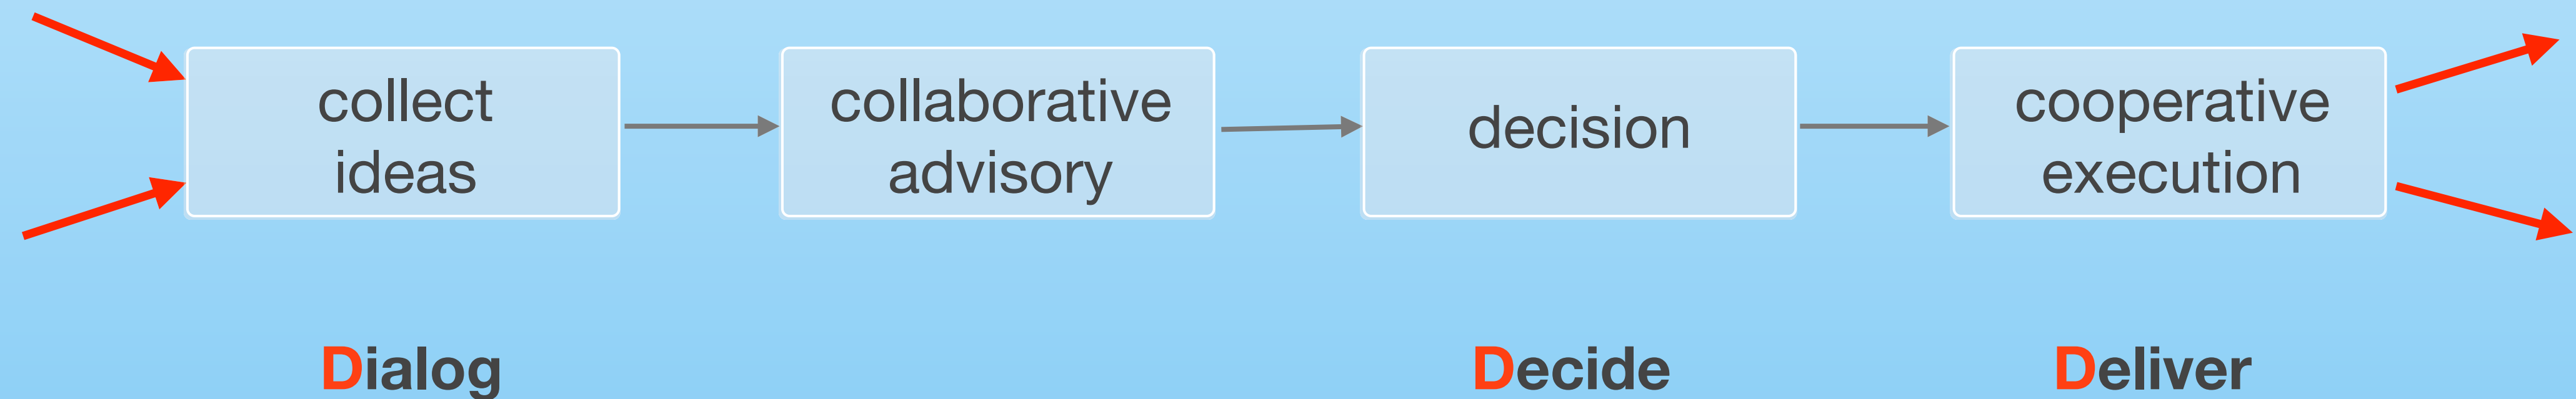 collect
ideas
collaborative
advisory
decision
cooperative
execution
Dialog
Decide
Deliver